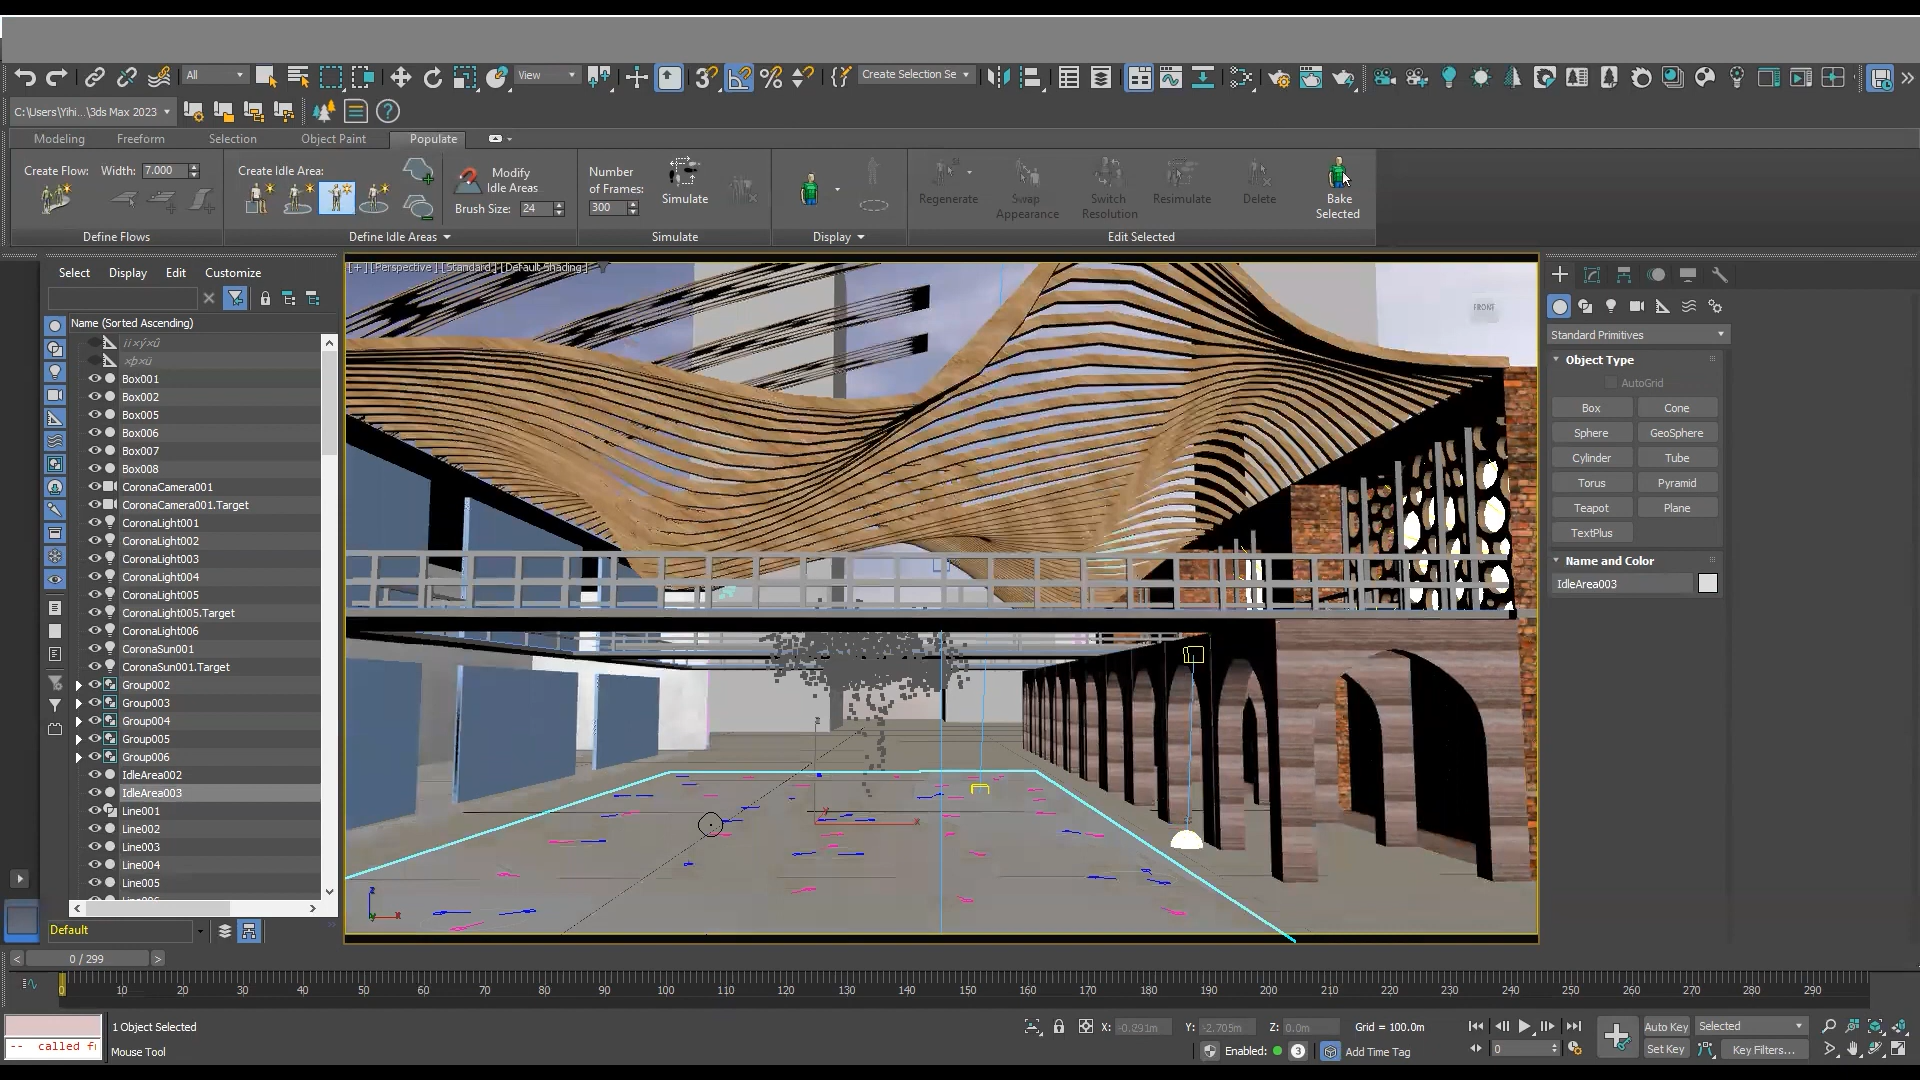 All
View
Create Selection Se
C:\Users\Yihi...\3ds Max 2023
Modeling
Freeform
Selection
Object Paint
Populate
Create Flow:
Width:
7.000
Define Flows
Create Idle Area:
Modify
Idle Areas
Brush Size:
24
Define Idle Areas
Number
of Frames:
300
Simulate
Simulate
Display
Regenerate
Swap
Appearance
Switch
Resolution
Resimulate
Delete
Bake
Selected
Edit Selected
Select
Display
Edit
Customize
Name (Sorted Ascending)
Box001
Box002
Box005
Box006
Box007
Box008
CoronaCamera001
CoronaCamera001.Target
CoronaLight001
CoronaLight002
CoronaLight003
CoronaLight004
CoronaLight005
CoronaLight005.Target
CoronaLight006
CoronaSun001
CoronaSun001.Target
Group002
Group003
Group004
Group005
Group006
IdleArea002
IdleArea003
Line001
Line002
Line003
Line004
Line005
Default
[+] [Perspective] [Standard] [Default Shading]
FRONT
Standard Primitives
Object Type
AutoGrid
Box
Cone
Sphere
GeoSphere
Cylinder
Tube
Torus
Pyramid
Teapot
Plane
TextPlus
Name and Color
IdleArea003
0 / 299
0 10 20 30 40 50 60 70 80 90 100 110 120 130 140 150 160 170 180 190 200 210 220 230 240 250 260 270 280 290
1 Object Selected
-- called f
Mouse Tool
X: -0.291m
Y: -2.705m
Z: 0.0m
Grid = 100.0m
Enabled:
3
Add Time Tag
0
Auto Key
Selected
Set Key
Key Filters...